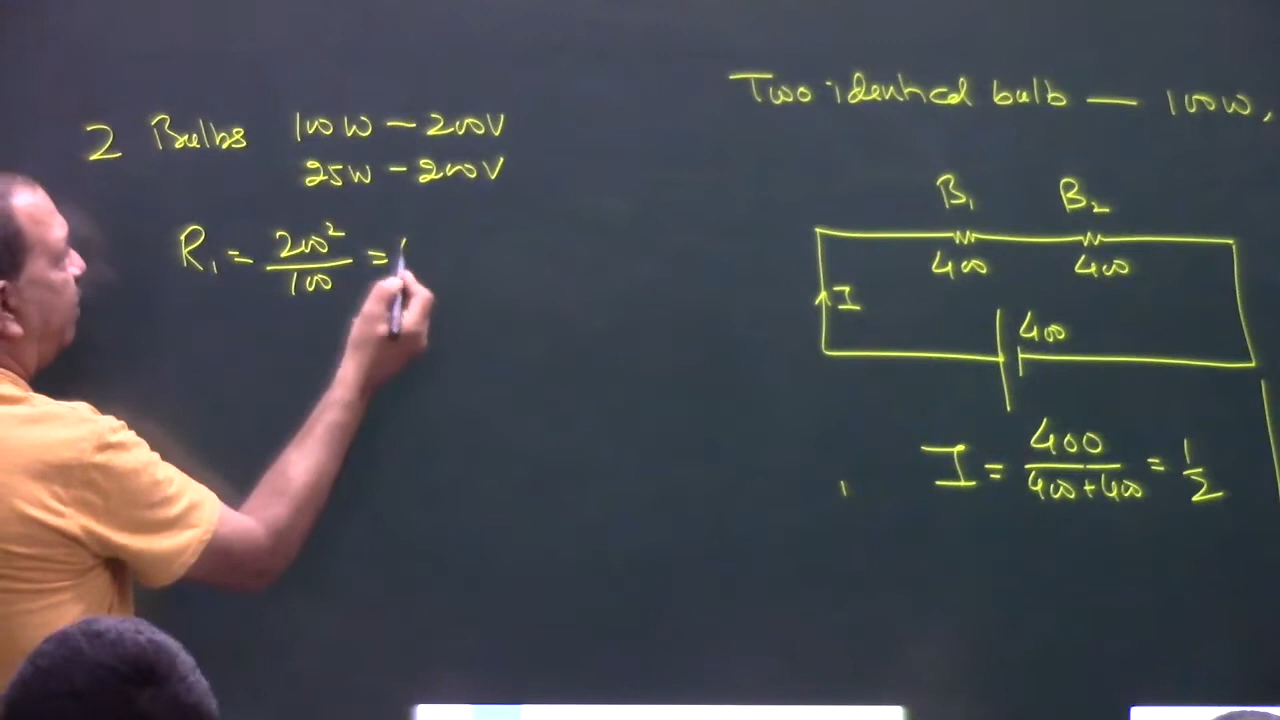 2 Bulbs 100W - 200V
25W - 200V
R₁ = 200² / 100 =
Two identical bulb — 100W,
B₁ B₂
400 400
I
400
I = 400 / 400+400 = 1/2